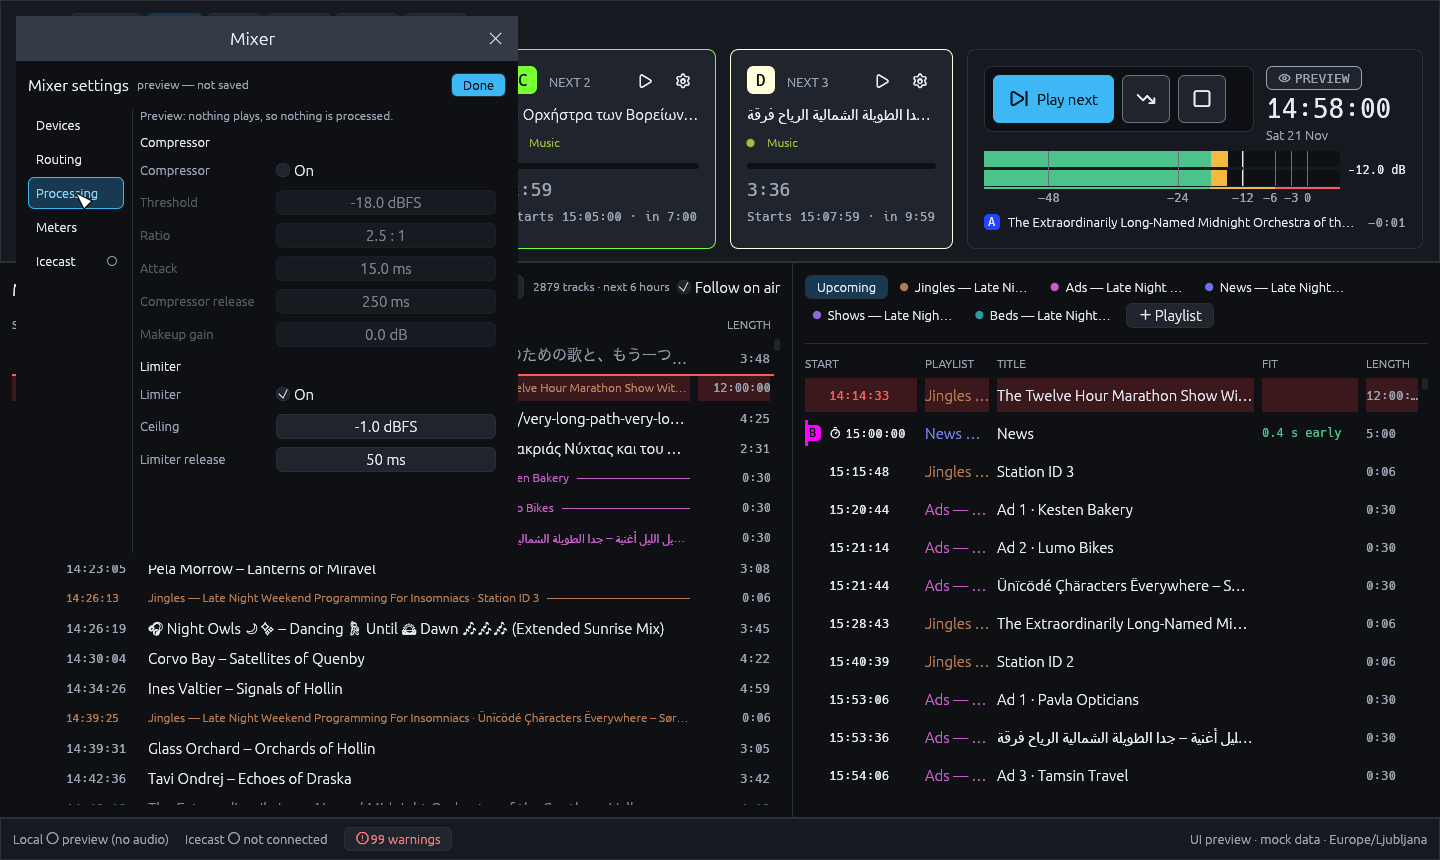 Mixer
Mixer settings preview — not saved Done
Preview: nothing plays, so nothing is processed.
Devices
Routing
Processing
Meters
Icecast
Compressor
Compressor On
Threshold -18.0 dBFS
Ratio 2.5 : 1
Attack 15.0 ms
Compressor release 250 ms
Makeup gain 0.0 dB
Limiter
Limiter On
Ceiling -1.0 dBFS
Limiter release 50 ms
C NEXT 2
Ορχήστρα των Βορείων…
Music
:59
tarts 15:05:00 · in 7:00
D NEXT 3
جدا الطويلة الشمالية الرياح فرقة…
Music
3:36
Starts 15:07:59 · in 9:59
Play next
PREVIEW
14:58:00
Sat 21 Nov
-12.0 dB
−48 −24 −12 −6 −3 0
A The Extraordinarily Long-Named Midnight Orchestra of th… −0:01
2879 tracks · next 6 hours Follow on air
LENGTH
のための歌と、もう一つ… 3:48
elve Hour Marathon Show Wit… 12:00:00
/very-long-path-very-lo… 4:25
ακριάς Νύχτας και του … 2:31
en Bakery 0:30
o Bikes 0:30
يل الليل أغنية – جدا الطويلة الشمالي… 0:30
14:23:05 Pela Morrow – Lanterns of Miravel 3:08
14:26:13 Jingles — Late Night Weekend Programming For Insomniacs · Station ID 3 0:06
14:26:19 🎧 Night Owls 🌙✨ – Dancing 💃 Until 🌅 Dawn 🎶🎶🎶 (Extended Sunrise Mix) 3:45
14:30:04 Corvo Bay – Satellites of Quenby 4:22
14:34:26 Ines Valtier – Signals of Hollin 4:59
14:39:25 Jingles — Late Night Weekend Programming For Insomniacs · Ünïcödé Çhäracters Ëverywhere – Sør… 0:06
14:39:31 Glass Orchard – Orchards of Hollin 3:05
14:42:36 Tavi Ondrej – Echoes of Draska 3:42
Upcoming Jingles — Late Ni… Ads — Late Night … News — Late Night…
Shows — Late Nigh… Beds — Late Night… + Playlist
START PLAYLIST TITLE FIT LENGTH
14:14:33 Jingles … The Twelve Hour Marathon Show Wi… 12:00:…
B 15:00:00 News … News 0.4 s early 5:00
15:15:48 Jingles … Station ID 3 0:06
15:20:44 Ads — … Ad 1 · Kesten Bakery 0:30
15:21:14 Ads — … Ad 2 · Lumo Bikes 0:30
15:21:44 Ads — … Ünïcödé Çhäracters Ëverywhere – S… 0:30
15:28:43 Jingles … The Extraordinarily Long-Named Mi… 0:06
15:40:39 Jingles … Station ID 2 0:06
15:53:06 Ads — … Ad 1 · Pavla Opticians 0:30
15:53:36 Ads — … لليل أغنية – جدا الطويلة الشمالية الرياح فرقة… 0:30
15:54:06 Ads — … Ad 3 · Tamsin Travel 0:30
Local preview (no audio) Icecast not connected 99 warnings UI preview · mock data · Europe/Ljubljana